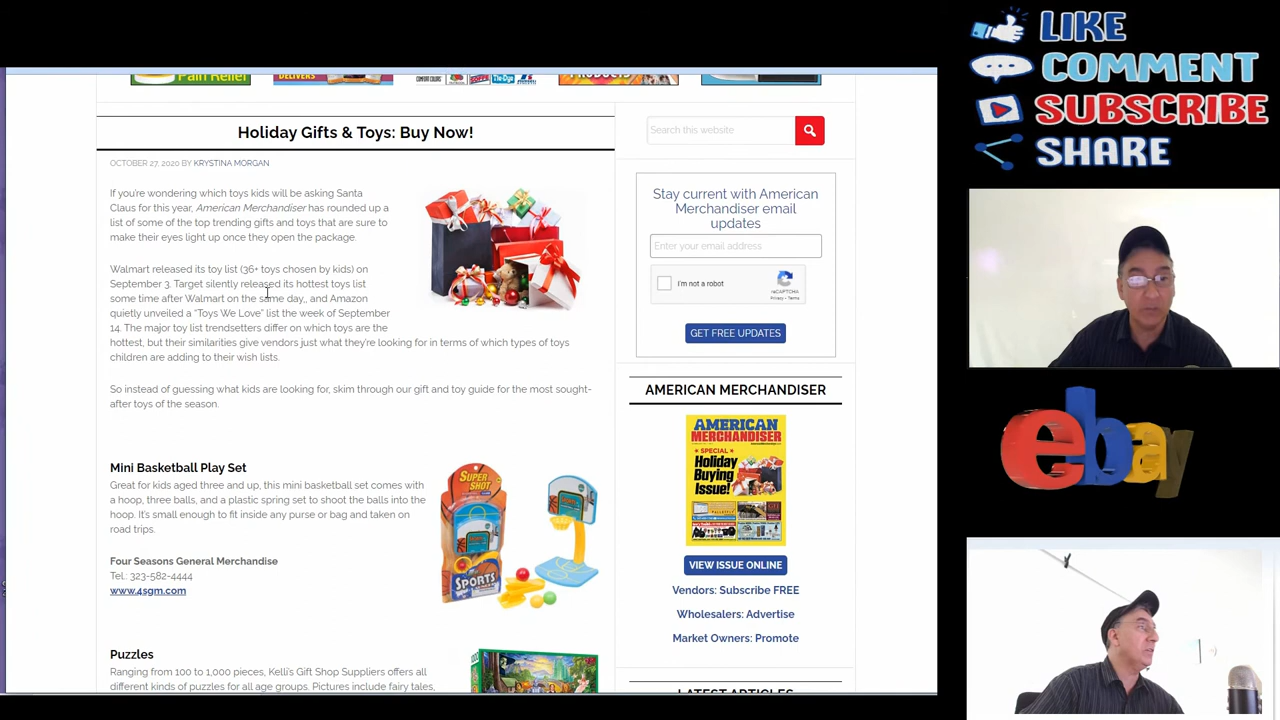 Pain Relief
DELIVERS
PRODUCTS
Holiday Gifts & Toys: Buy Now!
OCTOBER 27, 2020 BY KRYSTINA MORGAN
If you're wondering which toys kids will be asking Santa
Claus for this year, American Merchandiser has rounded up a
list of some of the top trending gifts and toys that are sure to
make their eyes light up once they open the package.
Walmart released its toy list (36+ toys chosen by kids) on
September 3. Target silently released its hottest toys list
some time after Walmart on the same day,, and Amazon
quietly unveiled a “Toys We Love” list the week of September
14. The major toy list trendsetters differ on which toys are the
hottest, but their similarities give vendors just what they're looking for in terms of which types of toys
children are adding to their wish lists.
So instead of guessing what kids are looking for, skim through our gift and toy guide for the most sought-
after toys of the season.
Mini Basketball Play Set
Great for kids aged three and up, this mini basketball set comes with
a hoop, three balls, and a plastic spring set to shoot the balls into the
hoop. It's small enough to fit inside any purse or bag and taken on
road trips.
Four Seasons General Merchandise
Tel.: 323-582-4444
www.4sgm.com
SUPER
SHOT
SPORTS
Puzzles
Ranging from 100 to 1,000 pieces, Kelli's Gift Shop Suppliers offers all
different kinds of puzzles for all age groups. Pictures include fairy tales,
Search this website
Stay current with American
Merchandiser email
updates
Enter your email address
I'm not a robot
reCAPTCHA
Privacy - Terms
GET FREE UPDATES
AMERICAN MERCHANDISER
AMERICAN
MERCHANDISER
SPECIAL
Holiday
Buying
Issue!
VIEW ISSUE ONLINE
Vendors: Subscribe FREE
Wholesalers: Advertise
Market Owners: Promote
LATEST ARTICLES
LIKE
COMMENT
SUBSCRIBE
SHARE
ebay